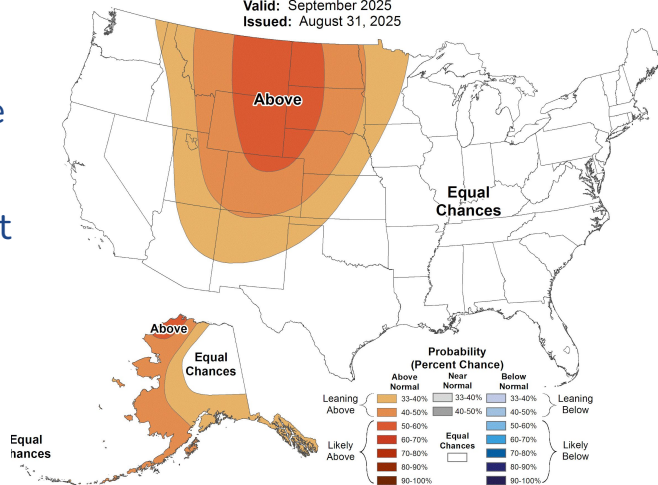 Valid: September 2025
Issued: August 31, 2025
e
Above
t
Equal
Chances
Above
Equal
Chances
Equal
hances
Probability
(Percent Chance)
Above
Normal
Near
Normal
Below
Normal
Leaning
Above
33-40%
40-50%
33-40%
40-50%
33-40%
40-50%
Leaning
Below
Likely
Above
50-60%
60-70%
70-80%
80-90%
90-100%
Equal
Chances
50-60%
60-70%
70-80%
80-90%
90-100%
Likely
Below